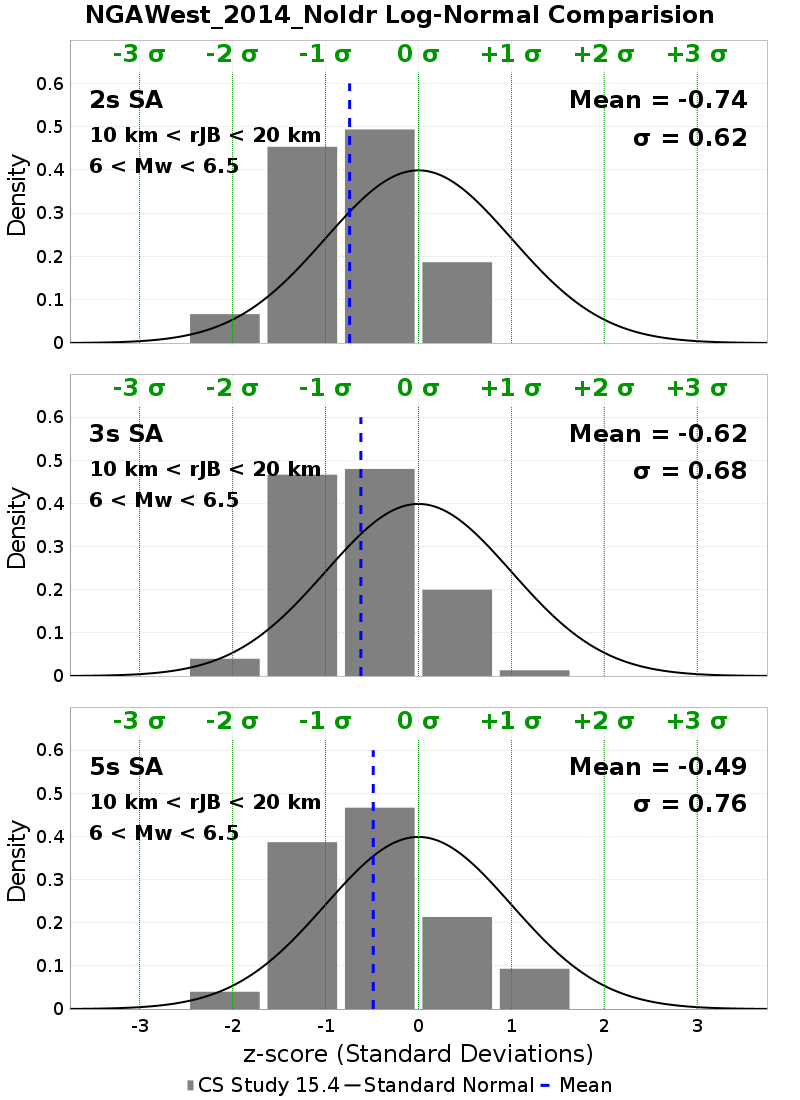 NGAWest_2014_NoIdr Log-Normal Comparision
-3 σ -2 σ -1 σ 0 σ +1 σ +2 σ +3 σ
0.6
2s SA Mean = -0.74
0.5
10 km < rJB < 20 km σ = 0.62
6 < Mw < 6.5
0.4
0.3
0.2
0.1
0
Density
-3 σ -2 σ -1 σ 0 σ +1 σ +2 σ +3 σ
0.6
3s SA Mean = -0.62
0.5
10 km < rJB < 20 km σ = 0.68
6 < Mw < 6.5
0.4
0.3
0.2
0.1
0
Density
-3 σ -2 σ -1 σ 0 σ +1 σ +2 σ +3 σ
0.6
5s SA Mean = -0.49
0.5
10 km < rJB < 20 km σ = 0.76
6 < Mw < 6.5
0.4
0.3
0.2
0.1
0
Density
-3 -2 -1 0 1 2 3
z-score (Standard Deviations)
CS Study 15.4 Standard Normal Mean